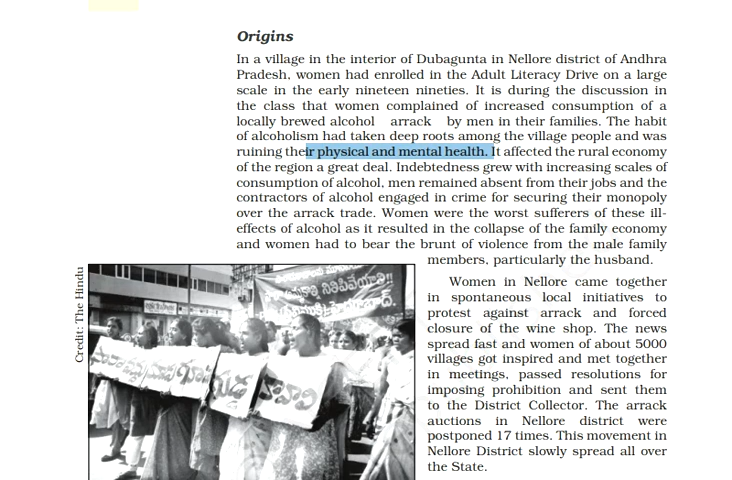 Origins
In a village in the interior of Dubagunta in Nellore district of Andhra
Pradesh, women had enrolled in the Adult Literacy Drive on a large
scale in the early nineteen nineties. It is during the discussion in
the class that women complained of increased consumption of a
locally brewed alcohol arrack by men in their families. The habit
of alcoholism had taken deep roots among the village people and was
ruining their physical and mental health. It affected the rural economy
of the region a great deal. Indebtedness grew with increasing scales of
consumption of alcohol, men remained absent from their jobs and the
contractors of alcohol engaged in crime for securing their monopoly
over the arrack trade. Women were the worst sufferers of these ill-
effects of alcohol as it resulted in the collapse of the family economy
and women had to bear the brunt of violence from the male family
members, particularly the husband.
Credit: The Hindu
Women in Nellore came together
in spontaneous local initiatives to
protest against arrack and forced
closure of the wine shop. The news
spread fast and women of about 5000
villages got inspired and met together
in meetings, passed resolutions for
imposing prohibition and sent them
to the District Collector. The arrack
auctions in Nellore district were
postponed 17 times. This movement in
Nellore District slowly spread all over
the State.